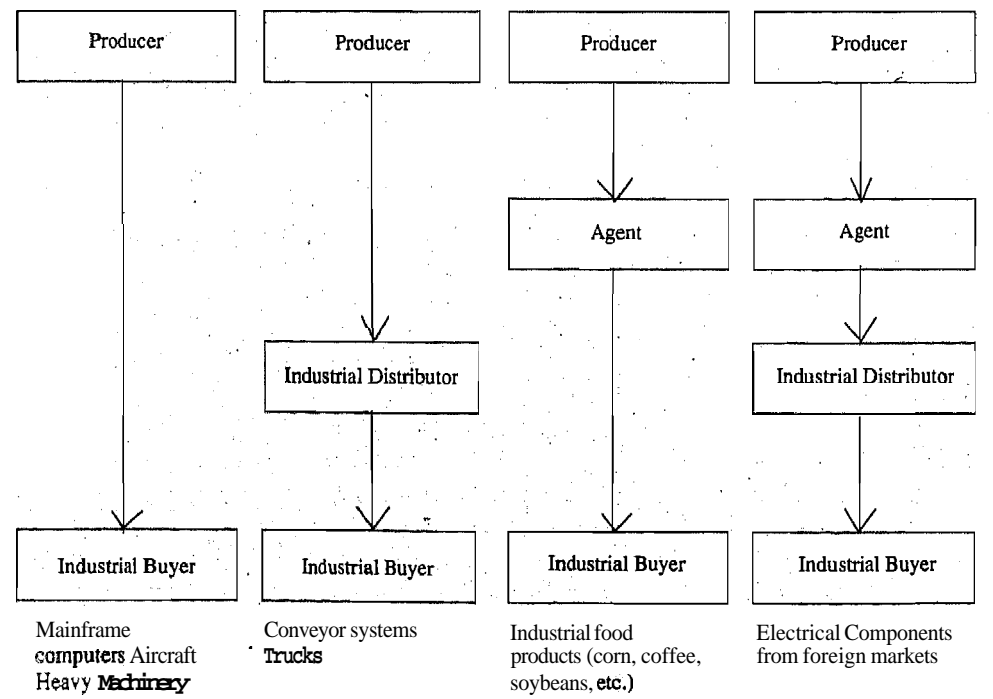 Producer
Producer
Producer
Producer
Agent
Agent
Industrial Distributor
Industrial Distributor
Industrial Buyer
Industrial Buyer
Industrial Buyer
Industrial Buyer
Mainframe
computers Aircraft
Heavy Machinery
Conveyor systems
Trucks
Industrial food
products (corn, coffee,
soybeans, etc.)
Electrical Components
from foreign markets